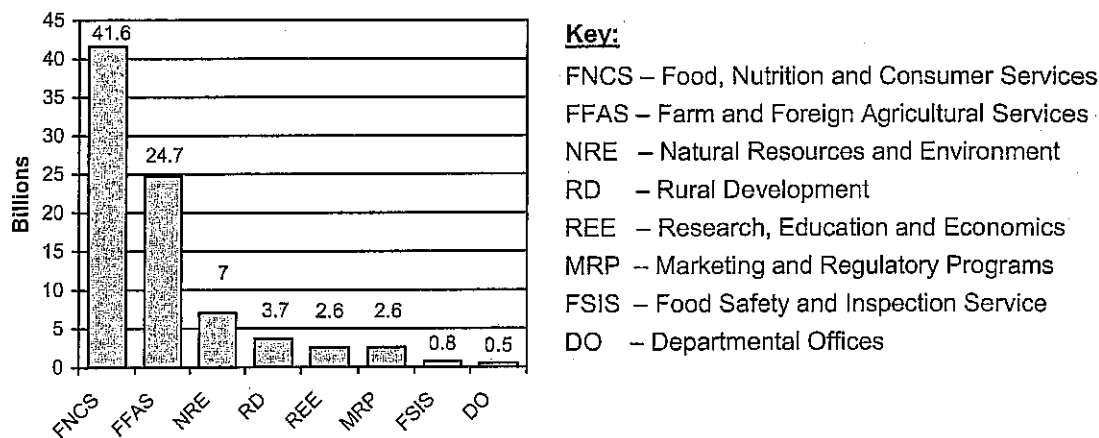 45
40
35
30
25
20
15
10
5
0
Billions
41.6
24.7
7
3.7
2.6
2.6
0.8
0.5
FNCS
FFAS
NRE
RD
REE
MRP
FSIS
DO
Key:
FNCS – Food, Nutrition and Consumer Services
FFAS – Farm and Foreign Agricultural Services
NRE – Natural Resources and Environment
RD – Rural Development
REE – Research, Education and Economics
MRP – Marketing and Regulatory Programs
FSIS – Food Safety and Inspection Service
DO – Departmental Offices